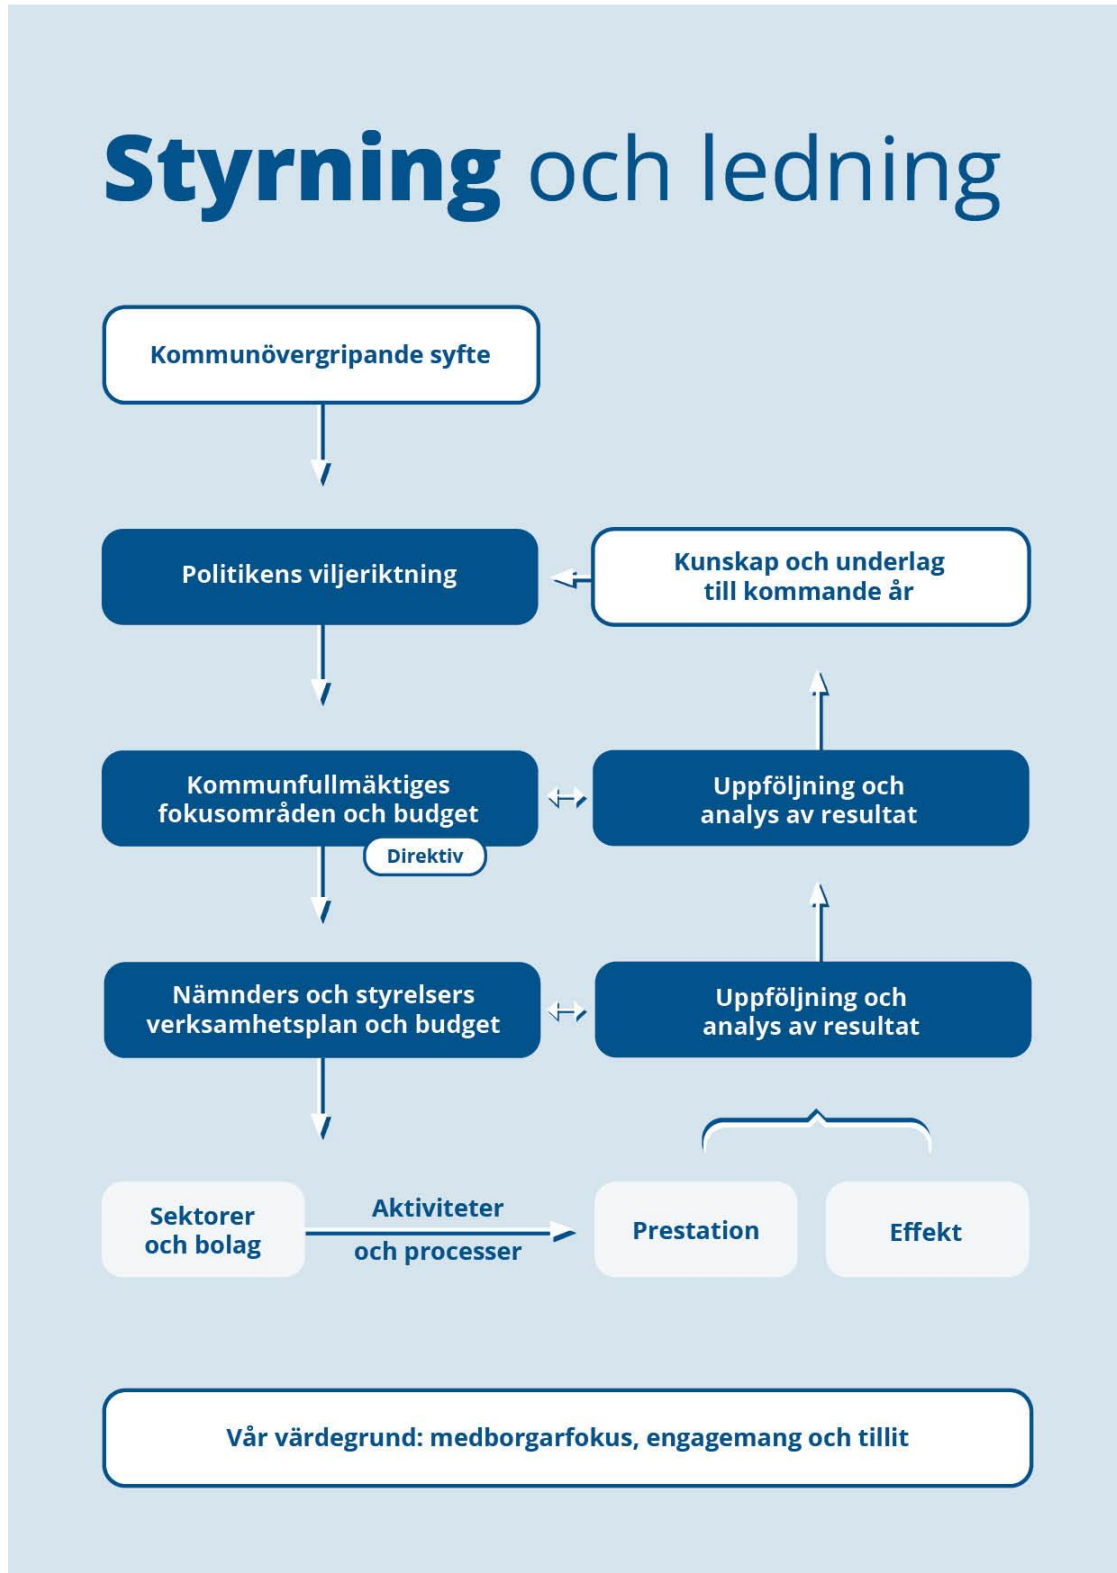 Styrning och ledning
Kommunövergripande syfte
Politikens viljeriktning
Kunskap och underlag
till kommande år
Kommunfullmäktiges
fokusområden och budget
Direktiv
Uppföljning och
analys av resultat
Nämnders och styrelsers
verksamhetsplan och budget
Uppföljning och
analys av resultat
Sektorer
och bolag
Aktiviteter
och processer
Prestation
Effekt
Vår värdegrund: medborgarfokus, engagemang och tillit